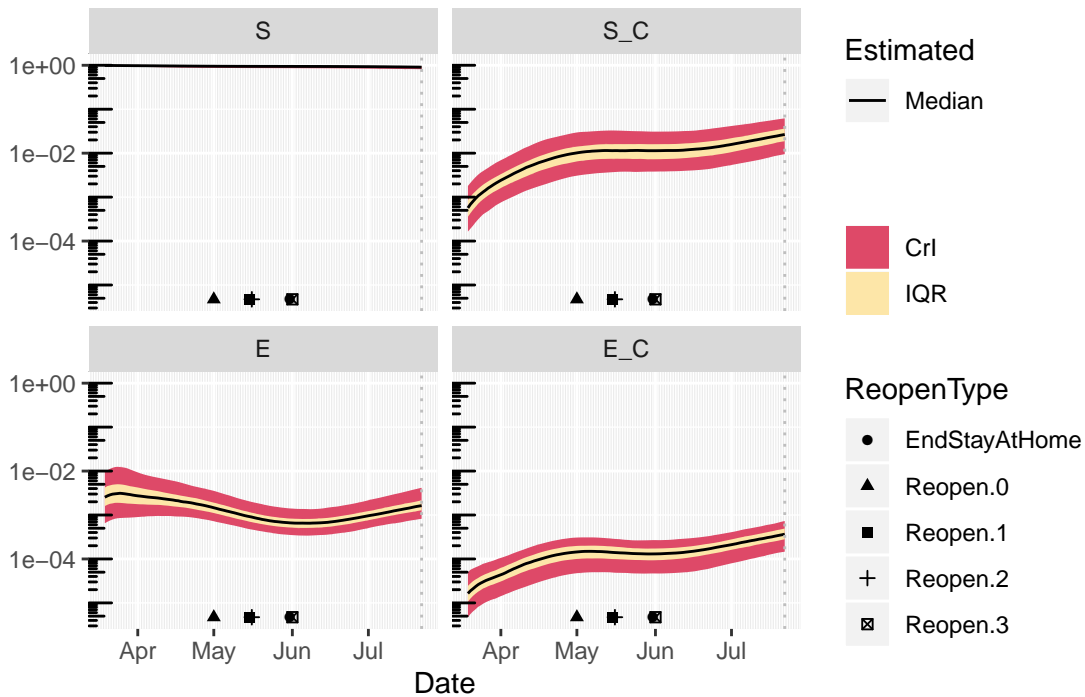 S
S_C
1e+00
1e−02
1e−04
E
E_C
1e+00
1e−02
1e−04
Apr
May
Jun
Jul
Apr
May
Jun
Jul
Date
Estimated
Median
CrI
IQR
ReopenType
EndStayAtHome
Reopen.0
Reopen.1
Reopen.2
Reopen.3